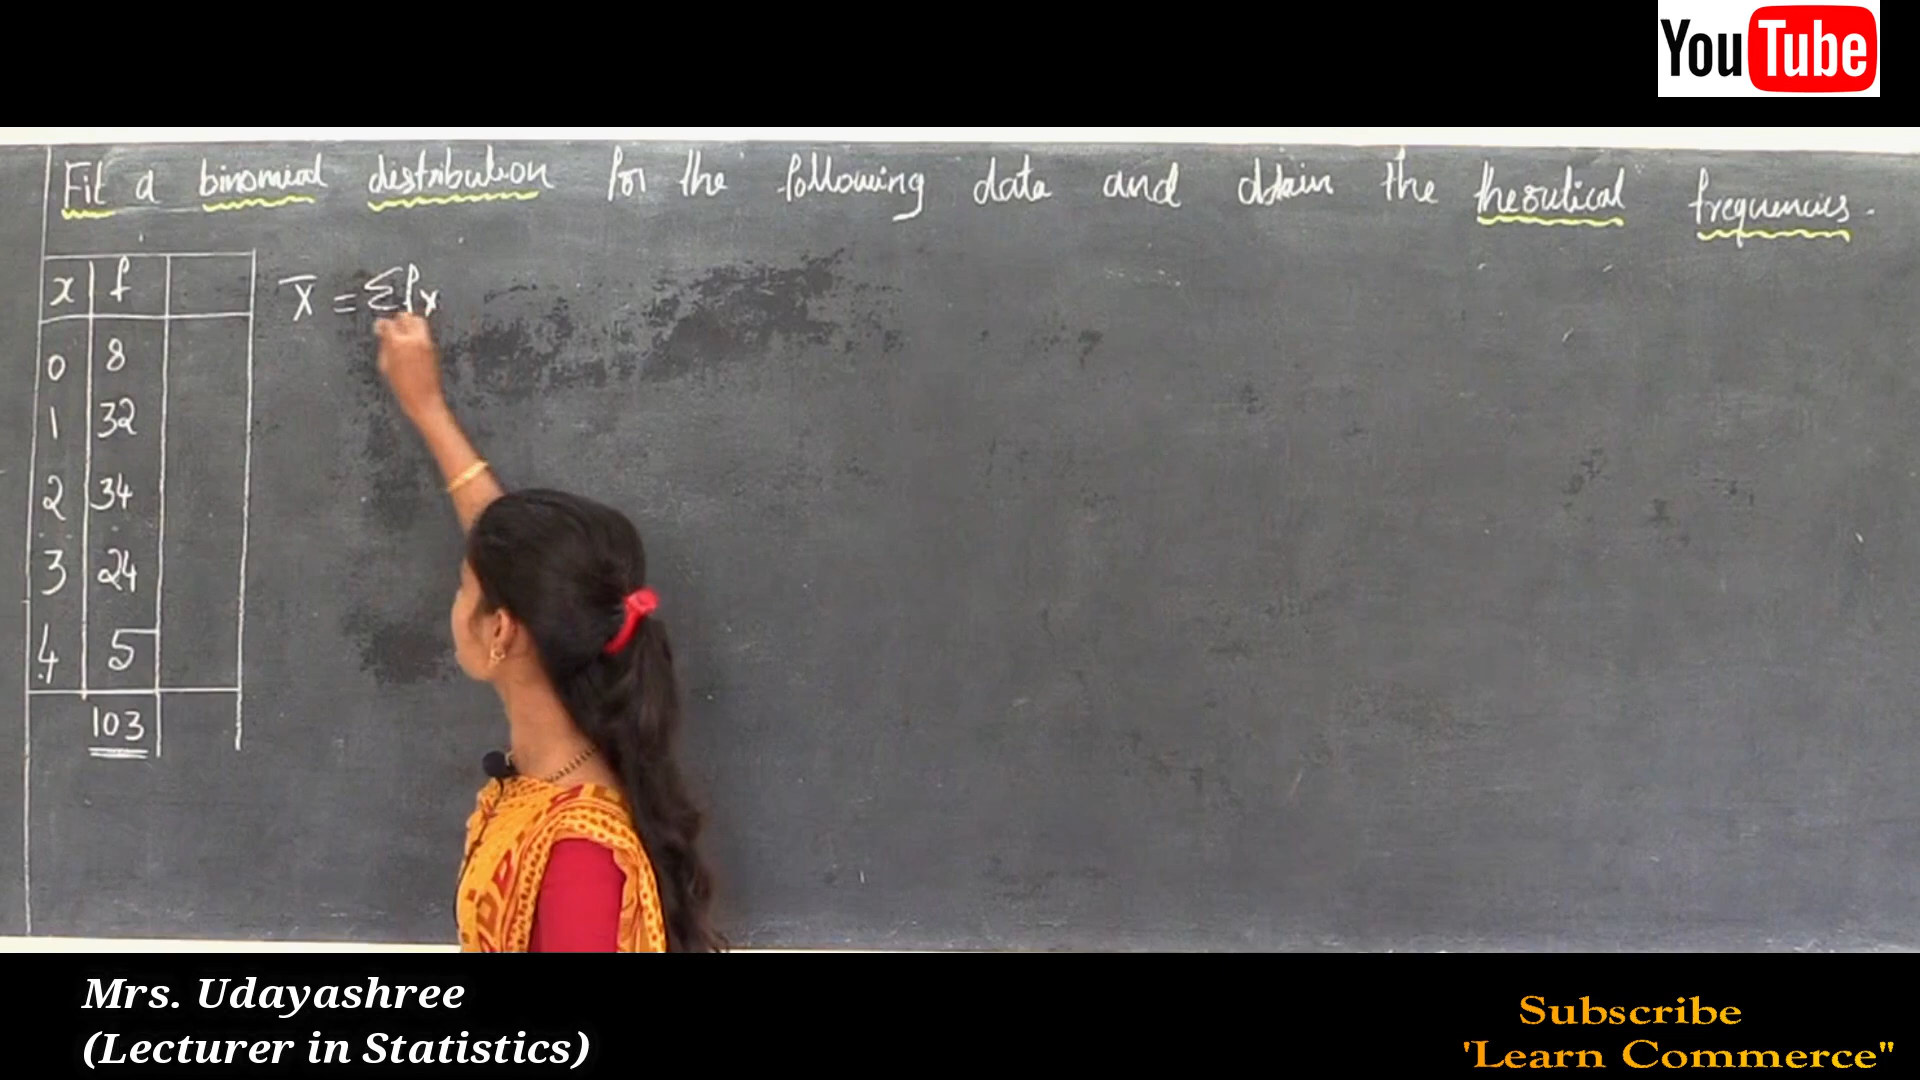 YouTube
Fit a binomial distribution for the following data and obtain the theoritical frequencies.
x f
0 8
1 32
2 34
3 24
4 5
103
X̄ = Σfx
Mrs. Udayashree
(Lecturer in Statistics)
Subscribe
'Learn Commerce"